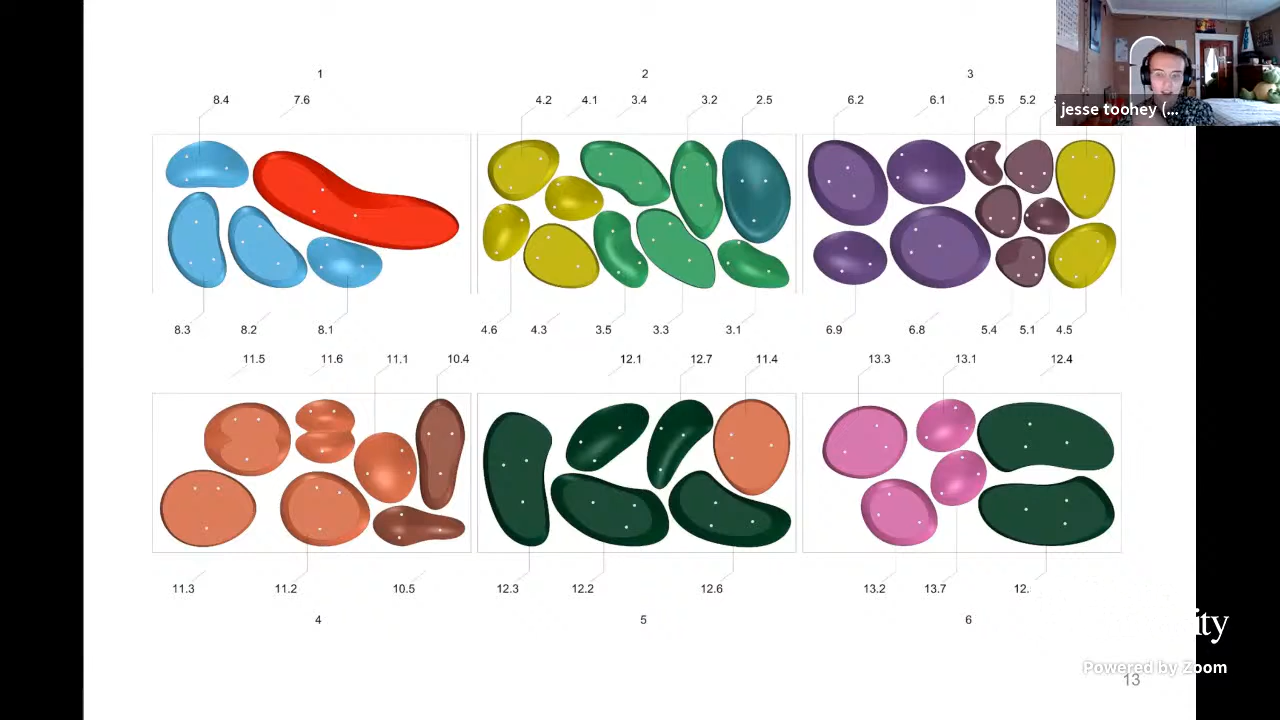 1 2 3
8.4 7.6 4.2 4.1 3.4 3.2 2.5 6.2 6.1 5.5 5.2
jesse toohey (...
8.3 8.2 8.1 4.6 4.3 3.5 3.3 3.1 6.9 6.8 5.4 5.1 4.5
11.5 11.6 11.1 10.4 12.1 12.7 11.4 13.3 13.1 12.4
11.3 11.2 10.5 12.3 12.2 12.6 13.2 13.7 12.
4 5 6
ity
Powered by Zoom
13